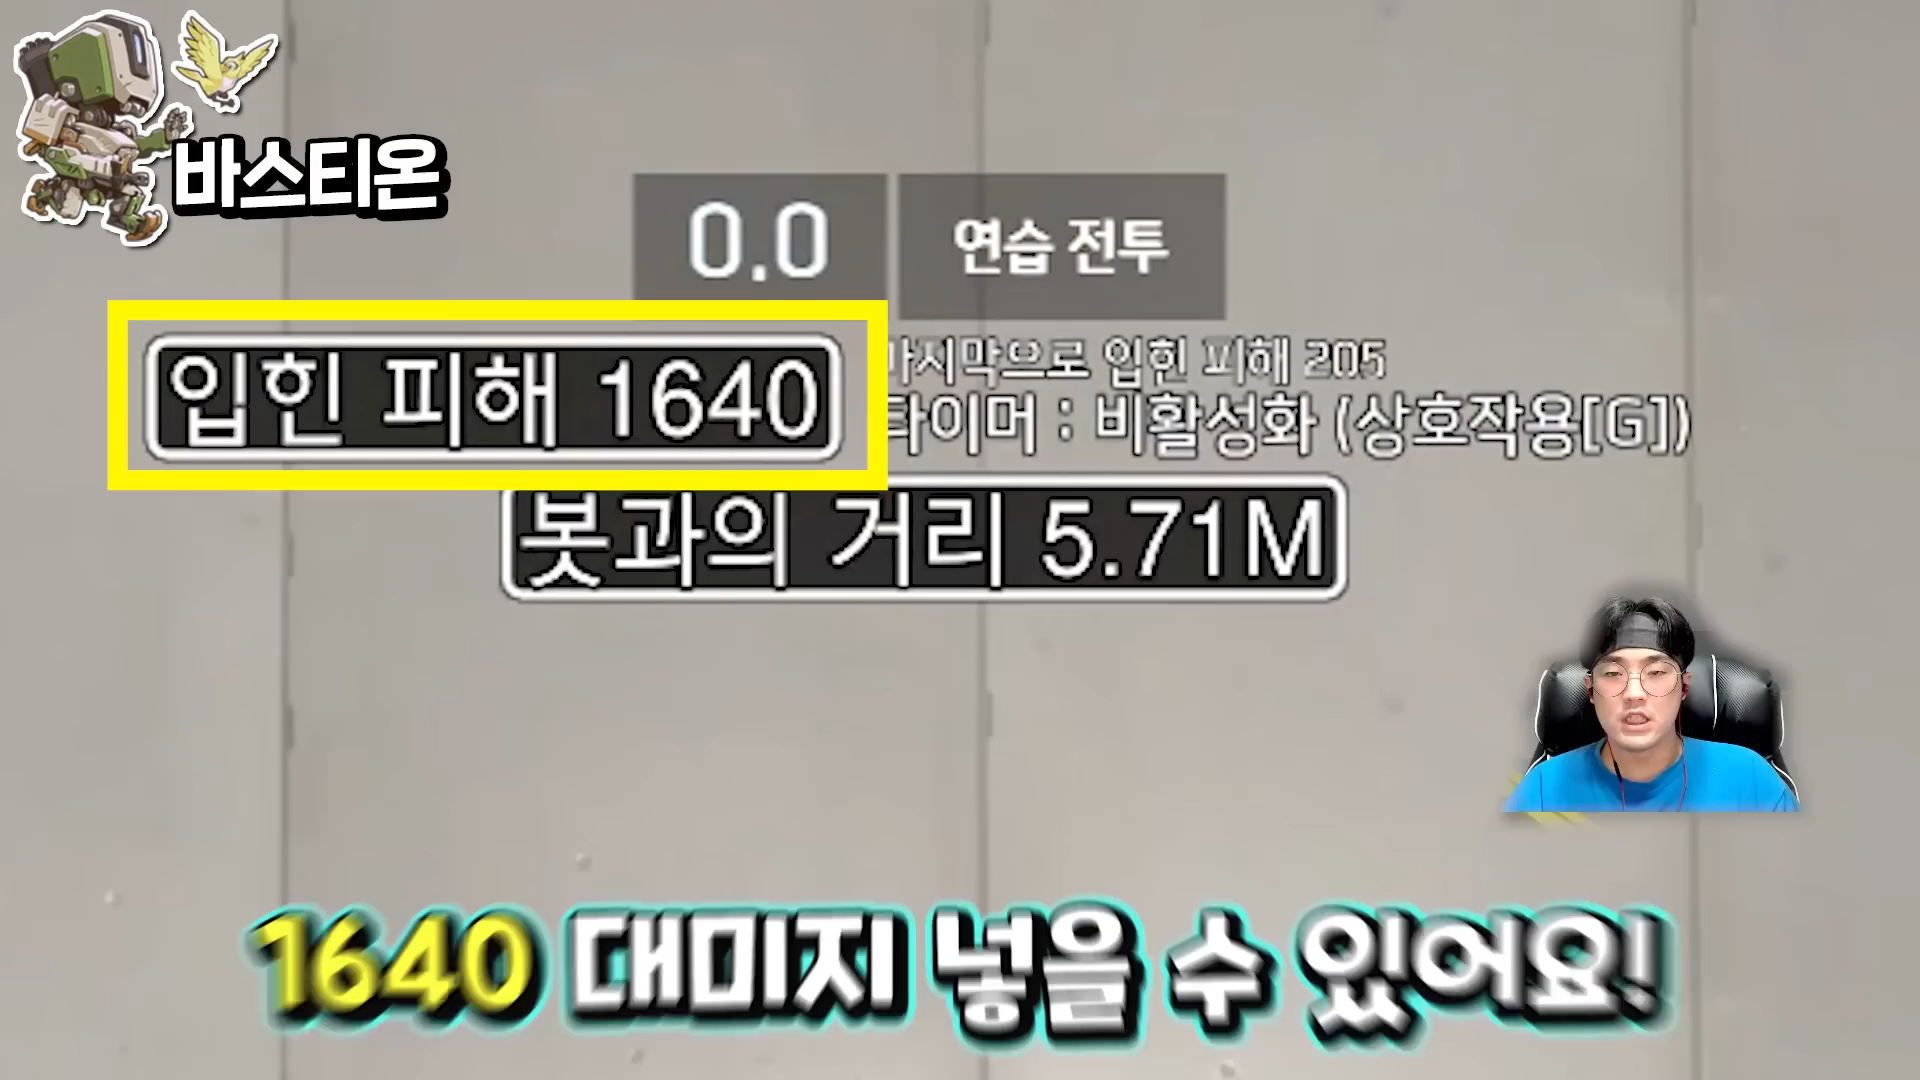 바스티온
0.0
연습 전투
입힌 피해 1640
마지막으로 입힌 피해 205
타이머 : 비활성화 (상호작용[G])
봇과의 거리 5.71M
1640 대미지 넣을 수 있어요!